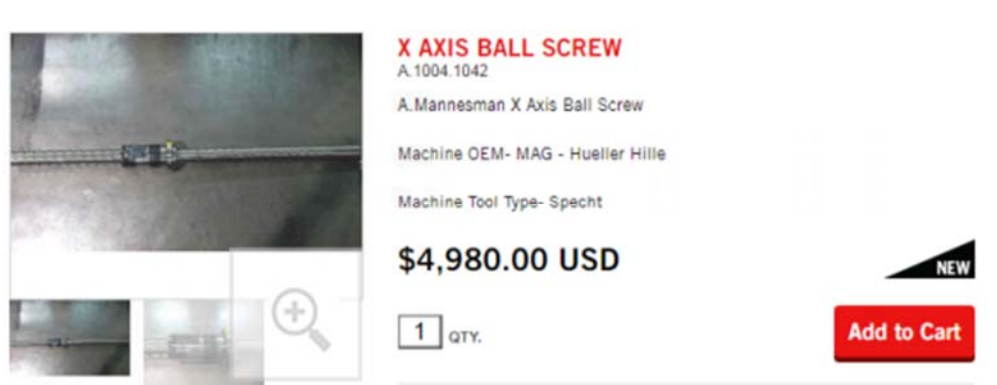 X AXIS BALL SCREW
A.1004.1042
A.Mannesman X Axis Ball Screw
Machine OEM- MAG - Hueller Hille
Machine Tool Type- Specht
$4,980.00 USD
NEW
1 QTY.
Add to Cart